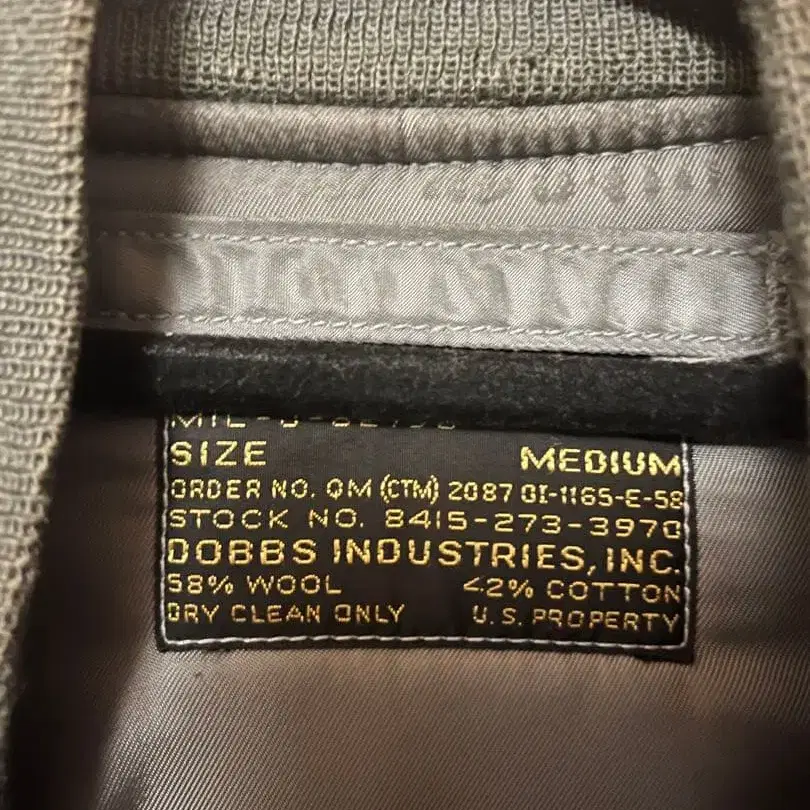 SIZE MEDIUM
ORDER NO. QM (CTM) 2087 OI-1165-E-58
STOCK NO. 8415-273-3970
DOBBS INDUSTRIES, INC.
58% WOOL 42% COTTON
DRY CLEAN ONLY U.S. PROPERTY